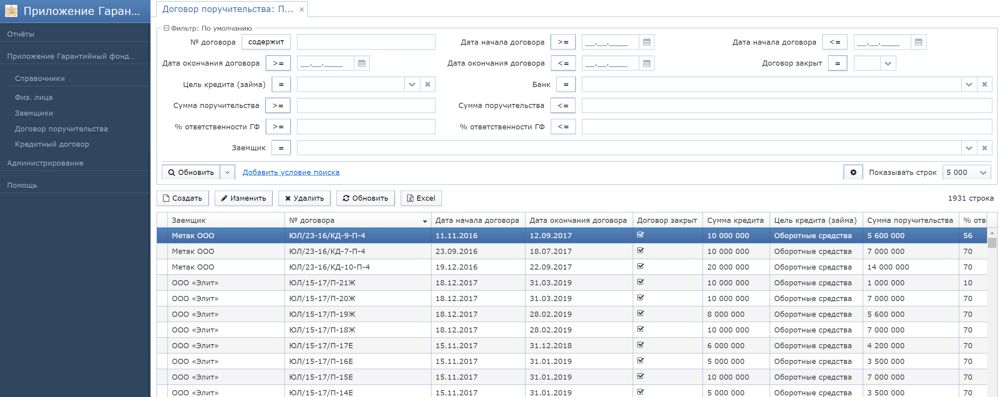 Приложение Гаран...
Отчёты
Приложение Гарантийный фонд...
Справочники
Физ. лица
Заемщики
Договор поручительства
Кредитный договор
Администрирование
Помощь
Договор поручительства: П... ×
Фильтр: По умолчанию
№ договора содержит Дата начала договора >= __.__.____ Дата начала договора <= __.__.____
Дата окончания договора >= __.__.____ Дата окончания договора <= __.__.____ Договор закрыт =
Цель кредита (займа) = Банк =
Сумма поручительства >= Сумма поручительства <=
% ответственности ГФ >= % ответственности ГФ <=
Заемщик =
Обновить Добавить условие поиска Показывать строк 5 000
Создать Изменить Удалить Обновить Excel 1931 строка
Заемщик № договора Дата начала договора Дата окончания договора Договор закрыт Сумма кредита Цель кредита (займа) Сумма поручительства % отв
Метак ООО ЮЛ/23-16/КД-9-П-4 11.11.2016 12.09.2017 10 000 000 Оборотные средства 5 600 000 56
Метак ООО ЮЛ/23-16/КД-7-П-4 23.09.2016 18.07.2017 10 000 000 Оборотные средства 7 000 000 70
Метак ООО ЮЛ/23-16/КД-10-П-4 19.12.2016 22.09.2017 20 000 000 Оборотные средства 14 000 000 70
ООО «Элит» ЮЛ/15-17/П-21Ж 18.12.2017 31.03.2019 10 000 000 Оборотные средства 1 000 000 10
ООО «Элит» ЮЛ/15-17/П-20Ж 18.12.2017 31.03.2019 10 000 000 Оборотные средства 7 000 000 70
ООО «Элит» ЮЛ/15-17/П-19Ж 18.12.2017 28.02.2019 8 000 000 Оборотные средства 5 600 000 70
ООО «Элит» ЮЛ/15-17/П-18Ж 18.12.2017 28.02.2019 10 000 000 Оборотные средства 7 000 000 70
ООО «Элит» ЮЛ/15-17/П-17Е 15.11.2017 31.12.2018 6 000 000 Оборотные средства 4 200 000 70
ООО «Элит» ЮЛ/15-17/П-16Е 15.11.2017 31.01.2019 5 000 000 Оборотные средства 3 500 000 70
ООО «Элит» ЮЛ/15-17/П-15Е 15.11.2017 31.01.2019 10 000 000 Оборотные средства 7 000 000 70
ООО «Элит» ЮЛ/15-17/П-14Е 15.11.2017 31.01.2019 5 000 000 Оборотные средства 3 500 000 70